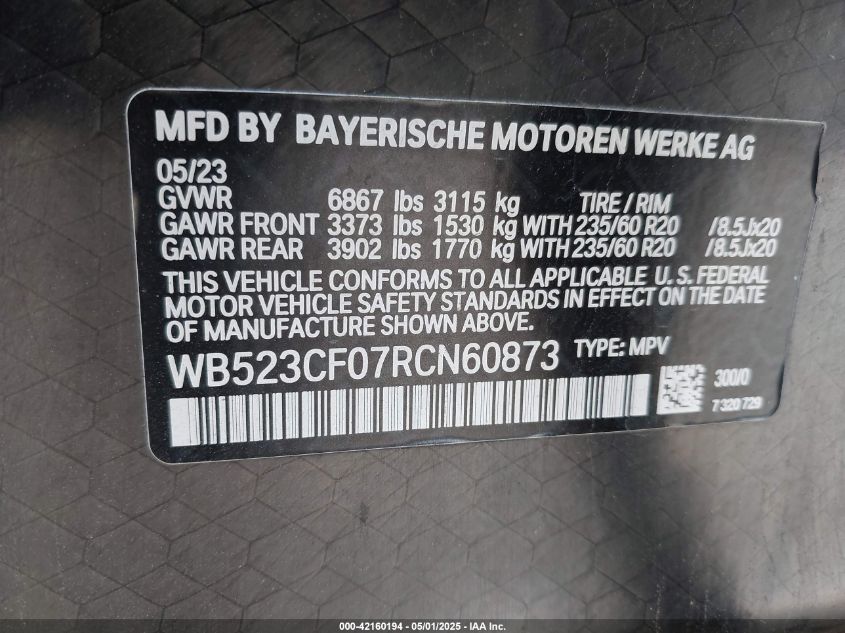 MFD BY BAYERISCHE MOTOREN WERKE AG
05/23
GVWR 6867 lbs 3115 kg TIRE / RIM
GAWR FRONT 3373 lbs 1530 kg WITH 235/60 R20 /8.5Jx20
GAWR REAR 3902 lbs 1770 kg WITH 235/60 R20 /8.5Jx20
THIS VEHICLE CONFORMS TO ALL APPLICABLE U. S. FEDERAL
MOTOR VEHICLE SAFETY STANDARDS IN EFFECT ON THE DATE
OF MANUFACTURE SHOWN ABOVE.
WB523CF07RCN60873 TYPE: MPV
300/0
7 320 729
000-42160194 - 05/01/2025 - IAA Inc.